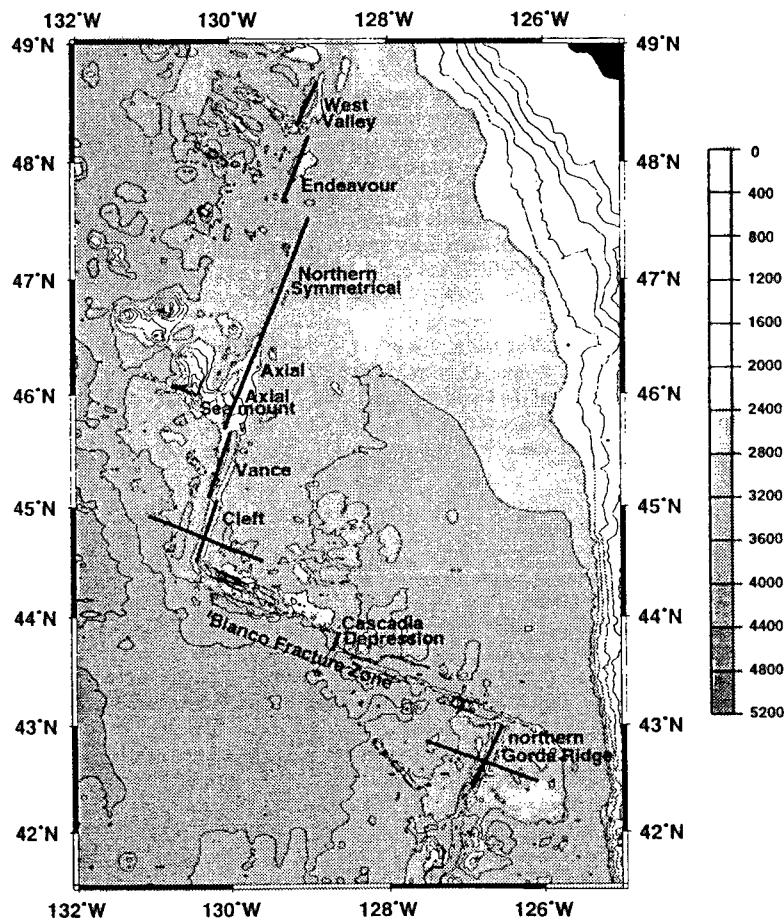 132°W 130°W 128°W 126°W
49°N 49°N
West
Valley
48°N 48°N
0
400
800
1200
1600
2000
2400
2800
3200
3600
4000
4400
4800
5200
Endeavour
47°N 47°N
Northern
Symmetrical
46°N 46°N
Axial
Axial
Seamount
Vance
45°N 45°N
Cleft
44°N 44°N
Cascadia
Depression
Blanco Fracture Zone
43°N 43°N
northern
Gorda Ridge
42°N 42°N
132°W 130°W 128°W 126°W